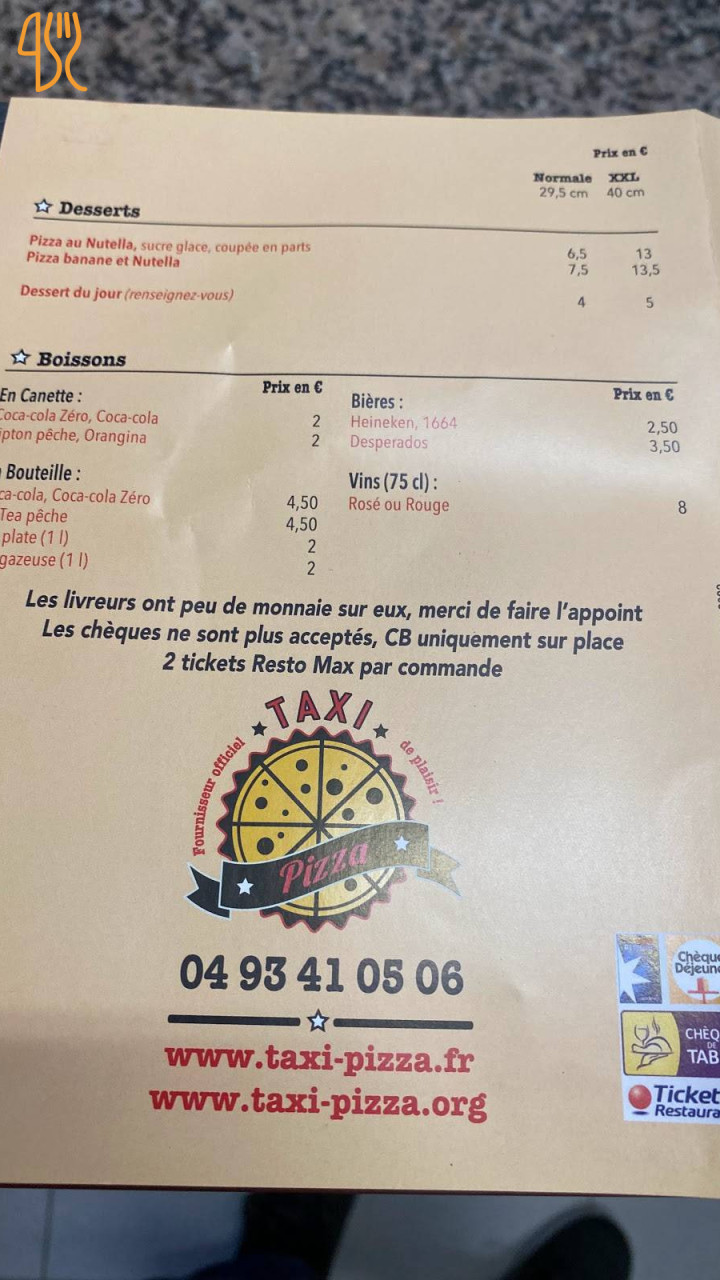 Prix en €
Normale XXL
29,5 cm 40 cm
Desserts
Pizza au Nutella, sucre glace, coupée en parts 6,5 13
Pizza banane et Nutella 7,5 13,5
Dessert du jour (renseignez-vous) 4 5
Boissons
En Canette : Prix en €
Coca-cola Zéro, Coca-cola 2
ipton pêche, Orangina 2
Bouteille :
ca-cola, Coca-cola Zéro 4,50
Tea pêche 4,50
plate (1 l) 2
gazeuse (1 l) 2
Bières : Prix en €
Heineken, 1664 2,50
Desperados 3,50
Vins (75 cl) :
Rosé ou Rouge 8
Les livreurs ont peu de monnaie sur eux, merci de faire l'appoint
Les chèques ne sont plus acceptés, CB uniquement sur place
2 tickets Resto Max par commande
TAXI
Fournisseur officiel
de plaisir !
Pizza
04 93 41 05 06
www.taxi-pizza.fr
www.taxi-pizza.org
Chèque
Déjeune
CHÈQ
DE
TAB
Ticket
Restaura